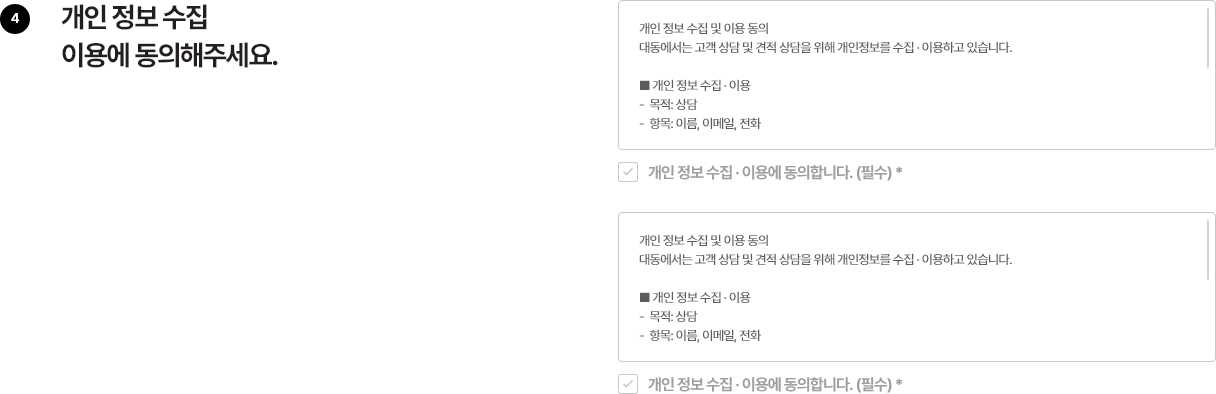 4
개인 정보 수집
이용에 동의해주세요.
개인 정보 수집 및 이용 동의
대동에서는 고객 상담 및 견적 상담을 위해 개인정보를 수집 · 이용하고 있습니다.
■ 개인 정보 수집 · 이용
- 목적: 상담
- 항목: 이름, 이메일, 전화
개인 정보 수집 · 이용에 동의합니다. (필수) *
개인 정보 수집 및 이용 동의
대동에서는 고객 상담 및 견적 상담을 위해 개인정보를 수집 · 이용하고 있습니다.
■ 개인 정보 수집 · 이용
- 목적: 상담
- 항목: 이름, 이메일, 전화
개인 정보 수집 · 이용에 동의합니다. (필수) *